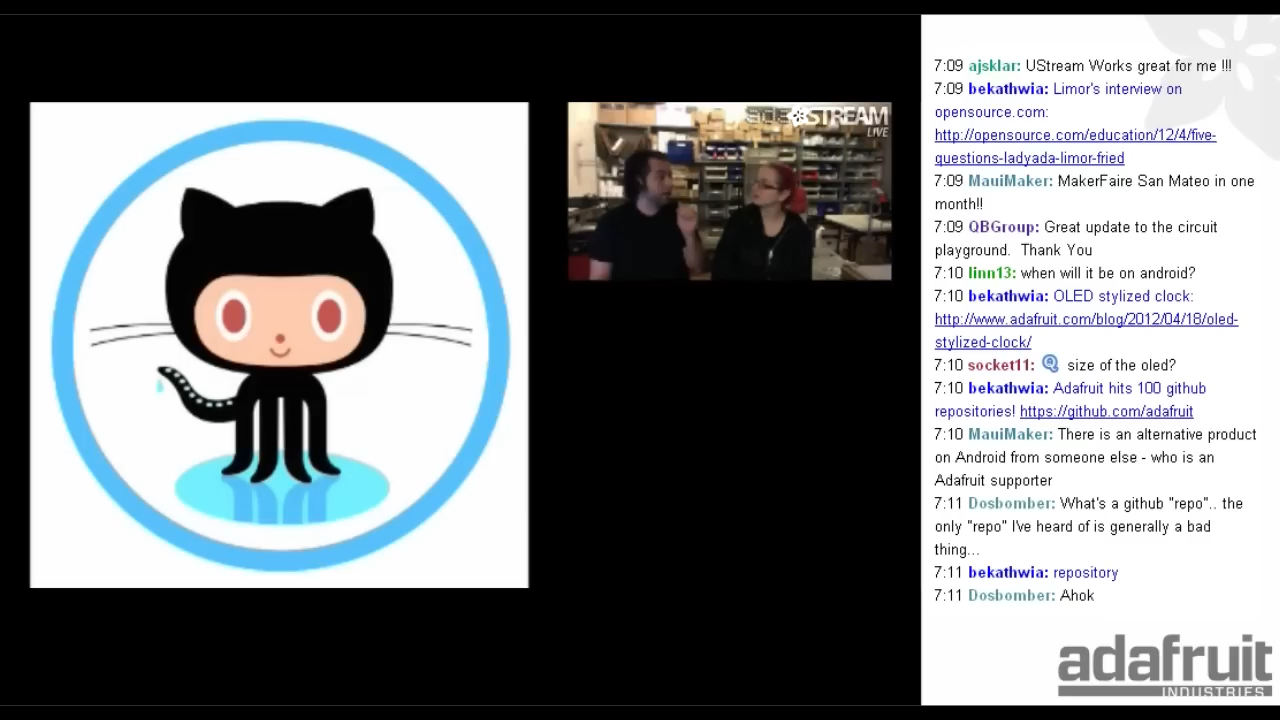 STREAM
LIVE
7:09 ajsklar: UStream Works great for me !!!
7:09 bekathwia: Limor's interview on
opensource.com:
http://opensource.com/education/12/4/five-
questions-ladyada-limor-fried
7:09 MauiMaker: MakerFaire San Mateo in one
month!!
7:09 QBGroup: Great update to the circuit
playground. Thank You
7:10 linn13: when will it be on android?
7:10 bekathwia: OLED stylized clock:
http://www.adafruit.com/blog/2012/04/18/oled-
stylized-clock/
7:10 socket11: Q size of the oled?
7:10 bekathwia: Adafruit hits 100 github
repositories! https://github.com/adafruit
7:10 MauiMaker: There is an alternative product
on Android from someone else - who is an
Adafruit supporter
7:11 Dosbomber: What's a github "repo".. the
only "repo" I've heard of is generally a bad
thing...
7:11 bekathwia: repository
7:11 Dosbomber: Ahok
adafruit
INDUSTRIES